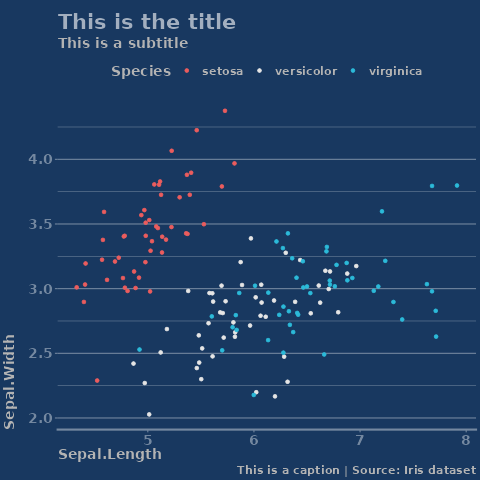 This is the title
This is a subtitle
Species setosa versicolor virginica
4.0
3.5
3.0
2.5
2.0
Sepal.Width
5 6 7 8
Sepal.Length
This is a caption | Source: Iris dataset